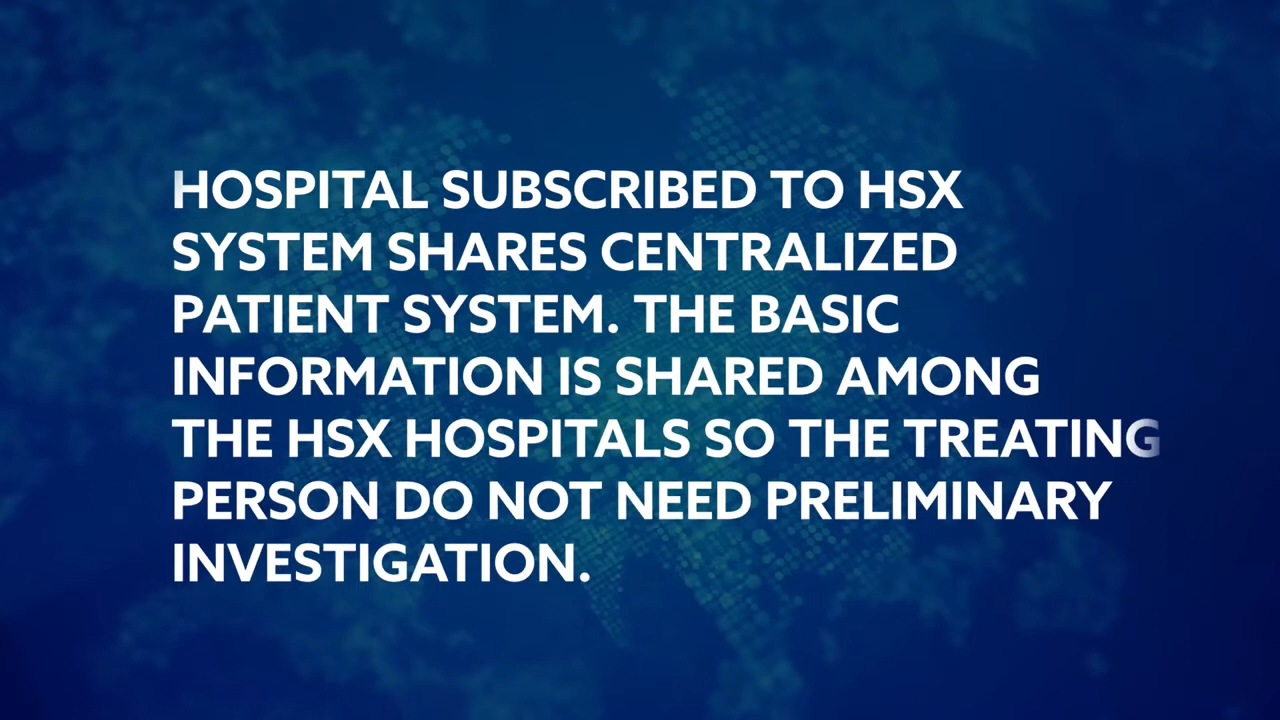 HOSPITAL SUBSCRIBED TO HSX
SYSTEM SHARES CENTRALIZED
PATIENT SYSTEM. THE BASIC
INFORMATION IS SHARED AMONG
THE HSX HOSPITALS SO THE TREATING
PERSON DO NOT NEED PRELIMINARY
INVESTIGATION.